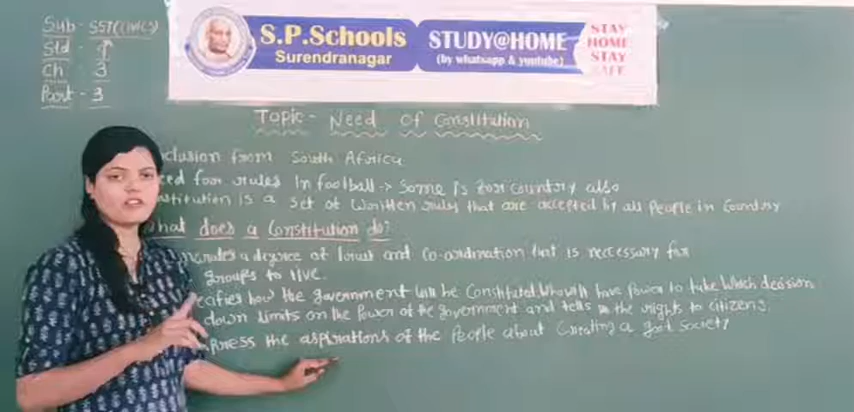 Sub - SST(CIVICS)
Std - 9
Ch - 3
Part - 3
S.P.Schools
Surendranagar
STUDY@HOME
(by whatsapp & youtube)
STAY
HOME
STAY
SAFE
Topic - Need Of Constitution
clusion from South Africa
ed for rules In football → Some is for country also
stitution is a set of written rules that are accepted by all People in Country
hat does a Constitution do?
nerates a degree of trust and Co-ordination that is necessary for
groups to live.
ecifies how the government will be Constituted. Who will have power to take which decision
down limits on the Power of the government and tells the rights to citizens.
press the aspirations of the People about Creating a good Society